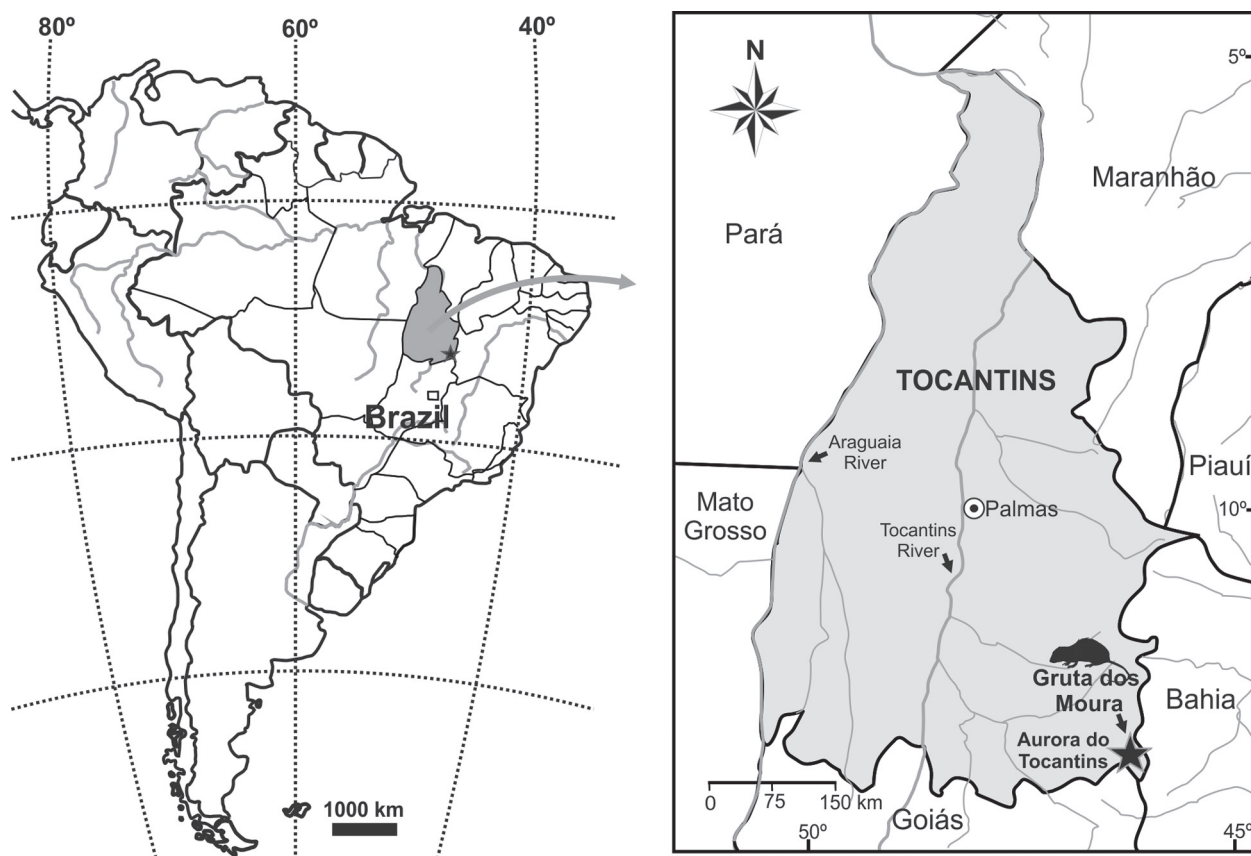 80º
60º
40º
Brazil
1000 km
N
5º
Maranhão
Pará
TOCANTINS
Araguaia
River
Piauí
Mato
Grosso
10º
Palmas
Tocantins
River
Gruta dos
Moura
Bahia
Aurora do
Tocantins
0 75 150 km
Goiás
50º
45º